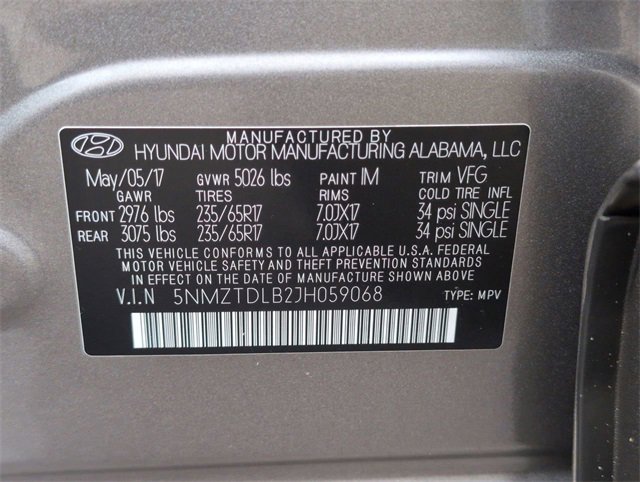 MANUFACTURED BY
HYUNDAI MOTOR MANUFACTURING ALABAMA, LLC
May/05/17 GVWR 5026 lbs PAINT IM TRIM VFG
GAWR TIRES RIMS COLD TIRE INFL
FRONT 2976 lbs 235/65R17 7.0JX17 34 psi SINGLE
REAR 3075 lbs 235/65R17 7.0JX17 34 psi SINGLE
THIS VEHICLE CONFORMS TO ALL APPLICABLE U.S.A. FEDERAL
MOTOR VEHICLE SAFETY AND THEFT PREVENTION STANDARDS
IN EFFECT ON THE DATE OF MANUFACTURE SHOWN ABOVE.
V.I.N 5NMZTDLB2JH059068 TYPE: MPV